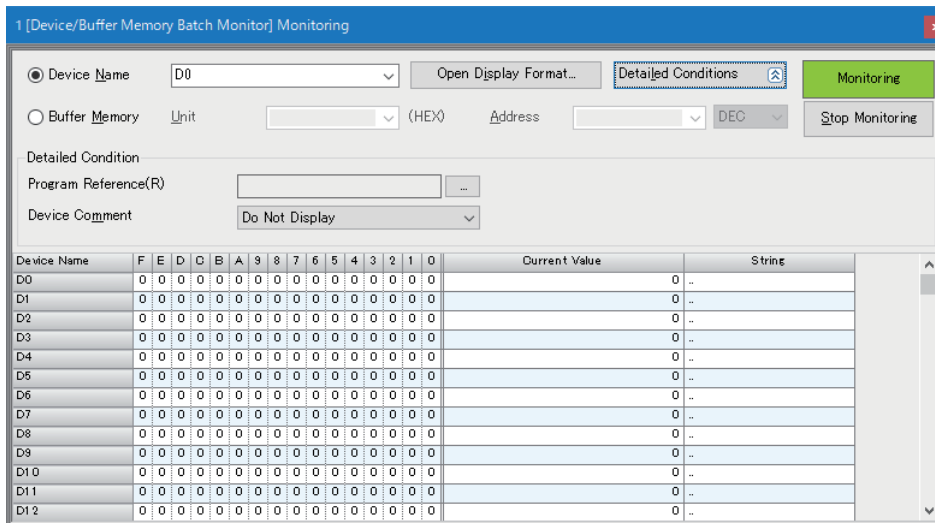 1 [Device/Buffer Memory Batch Monitor] Monitoring
Device Name D0 Open Display Format... Detailed Conditions Monitoring
Buffer Memory Unit (HEX) Address DEC Stop Monitoring
Detailed Condition
Program Reference(R) ...
Device Comment Do Not Display
Device Name F E D C B A 9 8 7 6 5 4 3 2 1 0 Current Value String
D0 0 0 0 0 0 0 0 0 0 0 0 0 0 0 0 0 0 ..
D1 0 0 0 0 0 0 0 0 0 0 0 0 0 0 0 0 0 ..
D2 0 0 0 0 0 0 0 0 0 0 0 0 0 0 0 0 0 ..
D3 0 0 0 0 0 0 0 0 0 0 0 0 0 0 0 0 0 ..
D4 0 0 0 0 0 0 0 0 0 0 0 0 0 0 0 0 0 ..
D5 0 0 0 0 0 0 0 0 0 0 0 0 0 0 0 0 0 ..
D6 0 0 0 0 0 0 0 0 0 0 0 0 0 0 0 0 0 ..
D7 0 0 0 0 0 0 0 0 0 0 0 0 0 0 0 0 0 ..
D8 0 0 0 0 0 0 0 0 0 0 0 0 0 0 0 0 0 ..
D9 0 0 0 0 0 0 0 0 0 0 0 0 0 0 0 0 0 ..
D10 0 0 0 0 0 0 0 0 0 0 0 0 0 0 0 0 0 ..
D11 0 0 0 0 0 0 0 0 0 0 0 0 0 0 0 0 0 ..
D12 0 0 0 0 0 0 0 0 0 0 0 0 0 0 0 0 0 ..